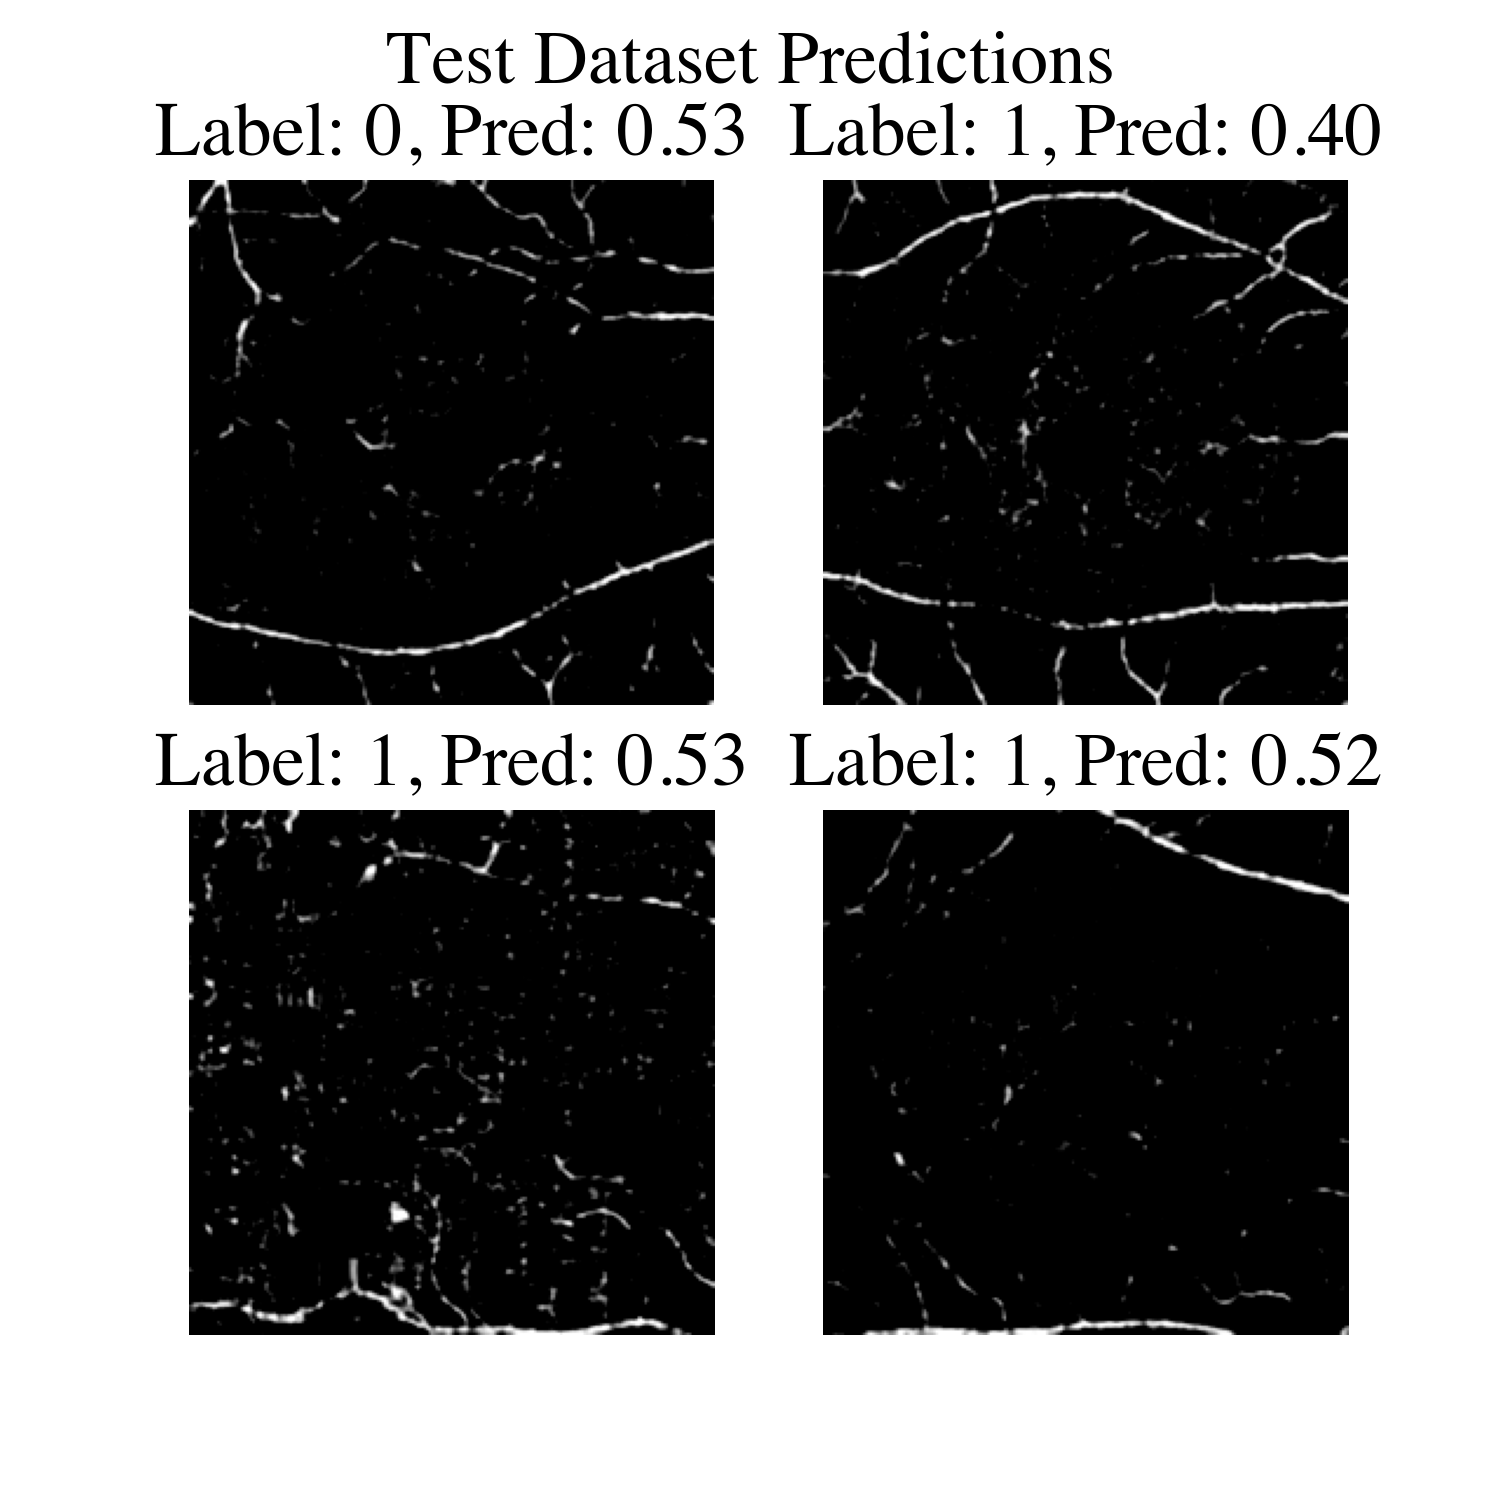 Test Dataset Predictions
Label: 0, Pred: 0.53
Label: 1, Pred: 0.40
Label: 1, Pred: 0.53
Label: 1, Pred: 0.52